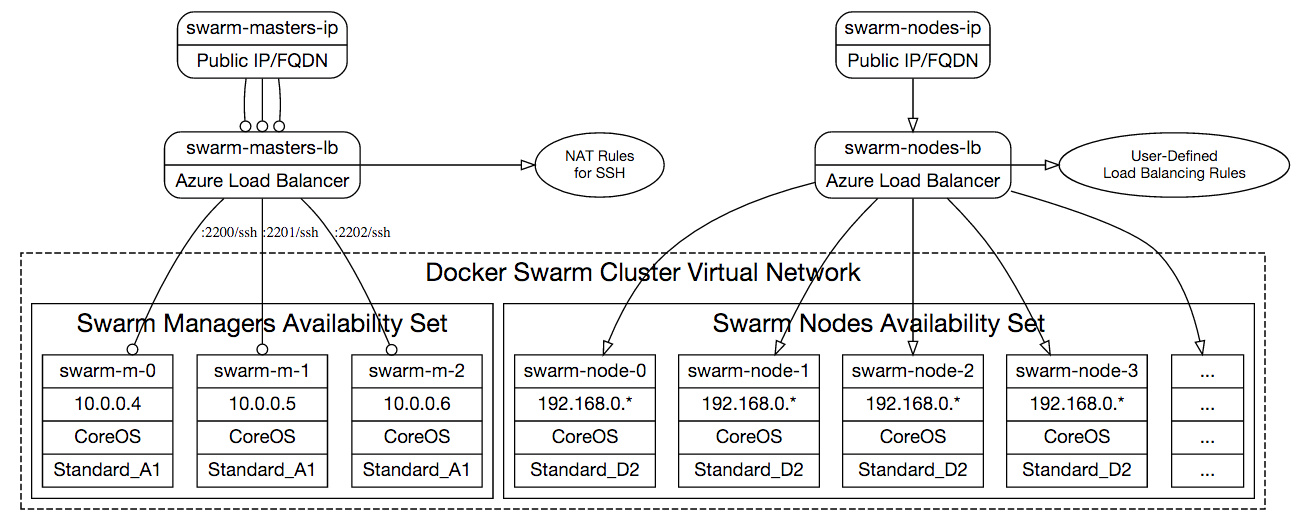 swarm-masters-ip
Public IP/FQDN
swarm-nodes-ip
Public IP/FQDN
swarm-masters-lb
Azure Load Balancer
NAT Rules
for SSH
swarm-nodes-lb
Azure Load Balancer
User-Defined
Load Balancing Rules
:2200/ssh
:2201/ssh
:2202/ssh
Docker Swarm Cluster Virtual Network
Swarm Managers Availability Set
swarm-m-0
10.0.0.4
CoreOS
Standard_A1
swarm-m-1
10.0.0.5
CoreOS
Standard_A1
swarm-m-2
10.0.0.6
CoreOS
Standard_A1
Swarm Nodes Availability Set
swarm-node-0
192.168.0.*
CoreOS
Standard_D2
swarm-node-1
192.168.0.*
CoreOS
Standard_D2
swarm-node-2
192.168.0.*
CoreOS
Standard_D2
swarm-node-3
192.168.0.*
CoreOS
Standard_D2
...
...
...
...